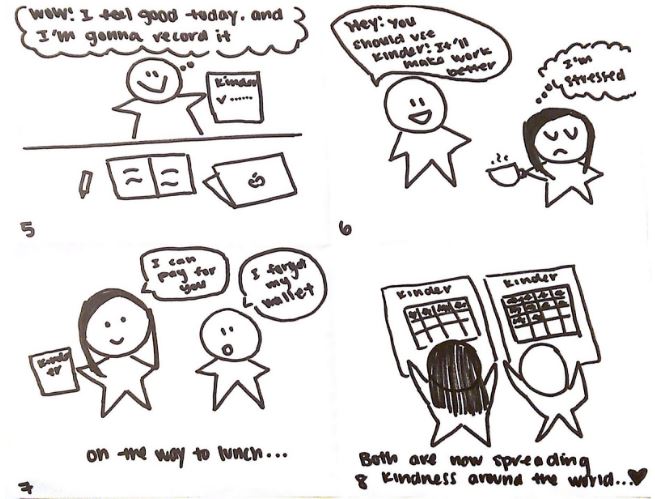 Wow! I feel good today. and
I'm gonna record it
Kinder
5
Hey! You
should use
Kinder! It'll
make work
better
I'm
stressed
6
I can
pay for
you
I forgot
my
wallet
Kinder
on the way to lunch...
7
Kinder
Kinder
Both are now spreading
kindness around the world...♥
8